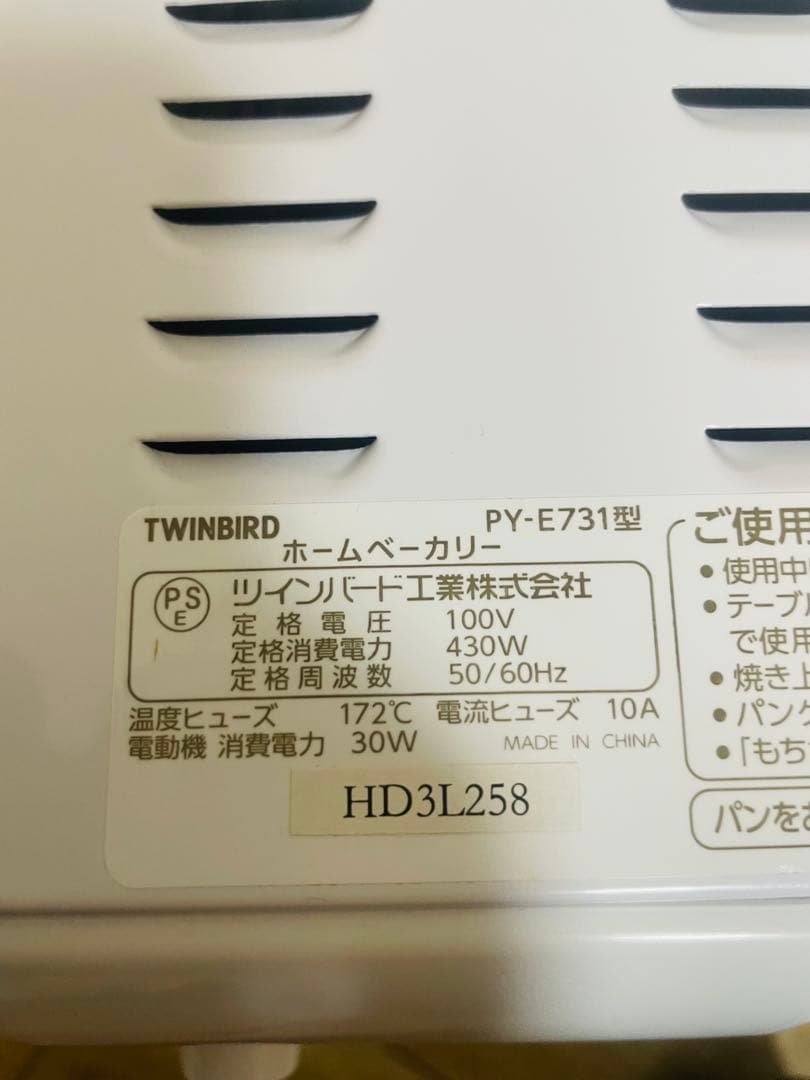 TWINBIRD PY-E731型
ホームベーカリー
PSE ツインバード工業株式会社
定格電圧 100V
定格消費電力 430W
定格周波数 50/60Hz
温度ヒューズ 172℃ 電流ヒューズ 10A
電動機 消費電力 30W MADE IN CHINA
HD3L258
ご使用
●使用中
●テーブル
で使用
●焼き上
●パンケ
●「もち
パンをお